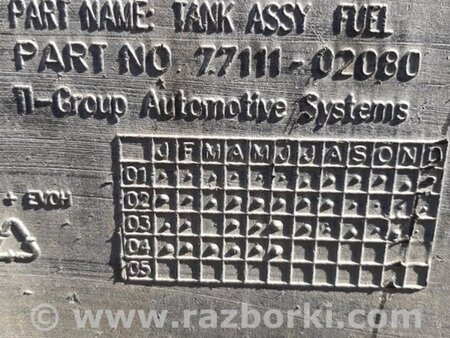 PART NAME: TANK ASSY FUEL
PART NO. 77111-02080
TI-Group Automotive Systems
J F M A M J J A S O N D
01
+ EVOH 02
03
04
05
www.razborki.com